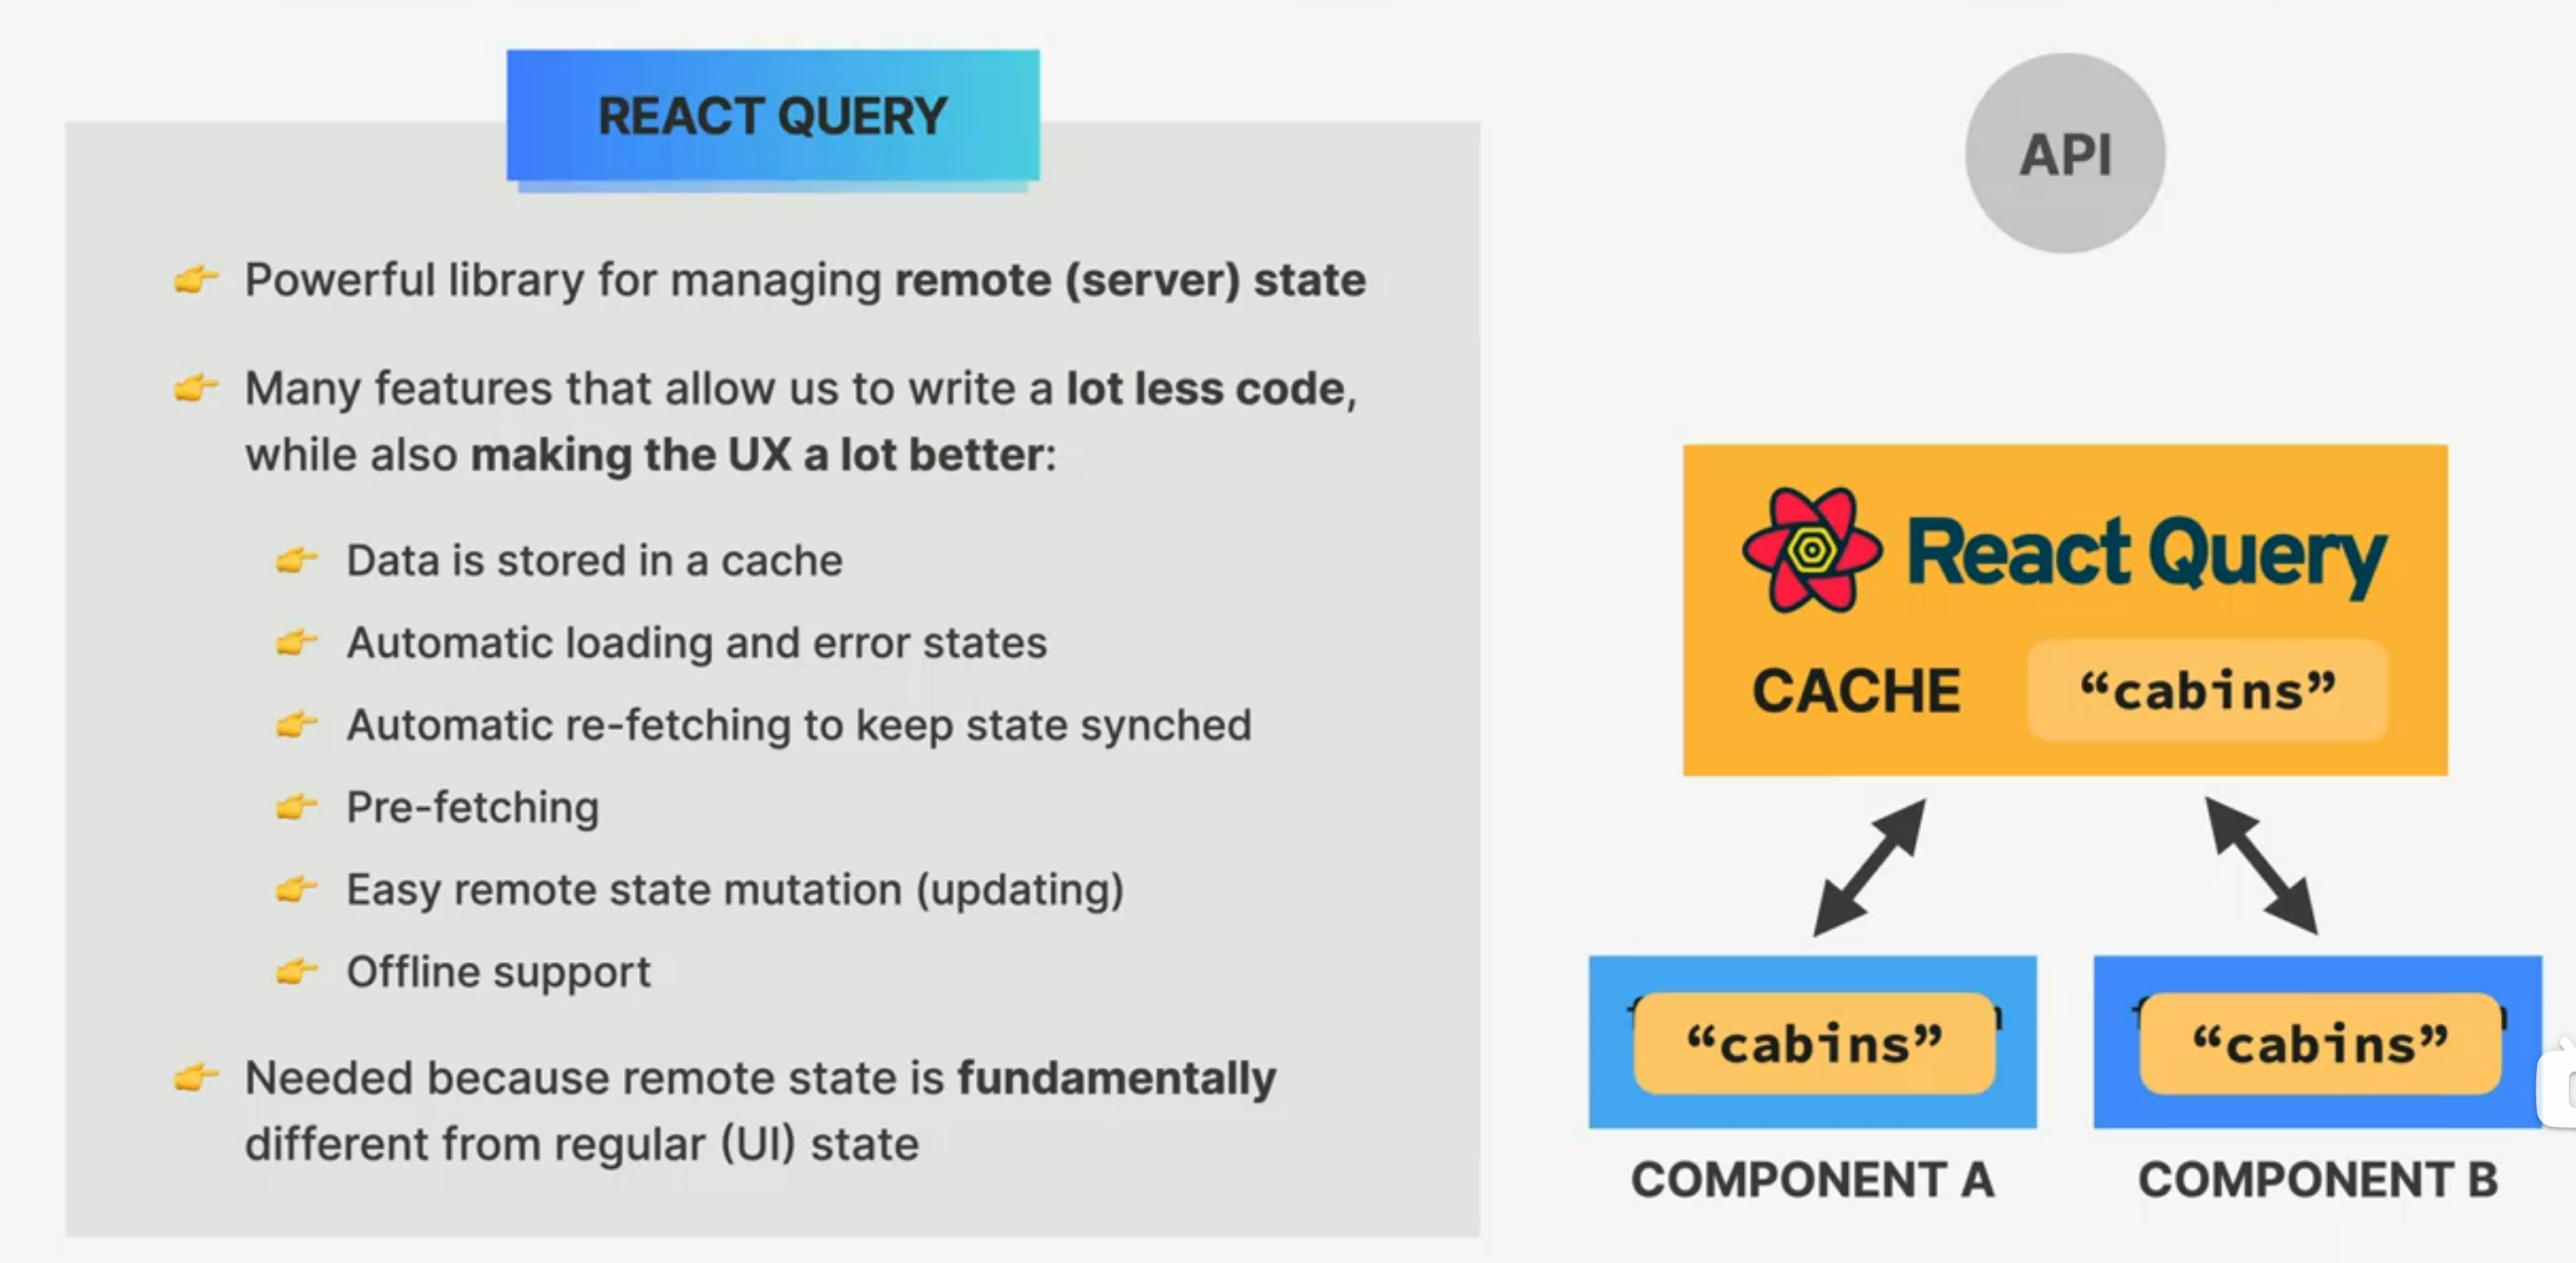 REACT QUERY
👉 Powerful library for managing remote (server) state
👉 Many features that allow us to write a lot less code,
while also making the UX a lot better:
👉 Data is stored in a cache
👉 Automatic loading and error states
👉 Automatic re-fetching to keep state synched
👉 Pre-fetching
👉 Easy remote state mutation (updating)
👉 Offline support
👉 Needed because remote state is fundamentally
different from regular (UI) state
API
React Query
CACHE “cabins”
“cabins” “cabins”
COMPONENT A COMPONENT B